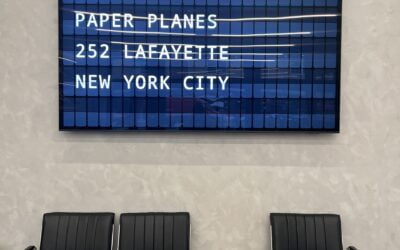 PAPER PLANES
252 LAFAYETTE
NEW YORK CITY